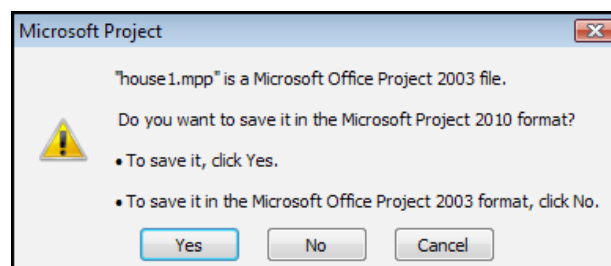 Microsoft Project
"house1.mpp" is a Microsoft Office Project 2003 file.
Do you want to save it in the Microsoft Project 2010 format?
• To save it, click Yes.
• To save it in the Microsoft Office Project 2003 format, click No.
Yes No Cancel